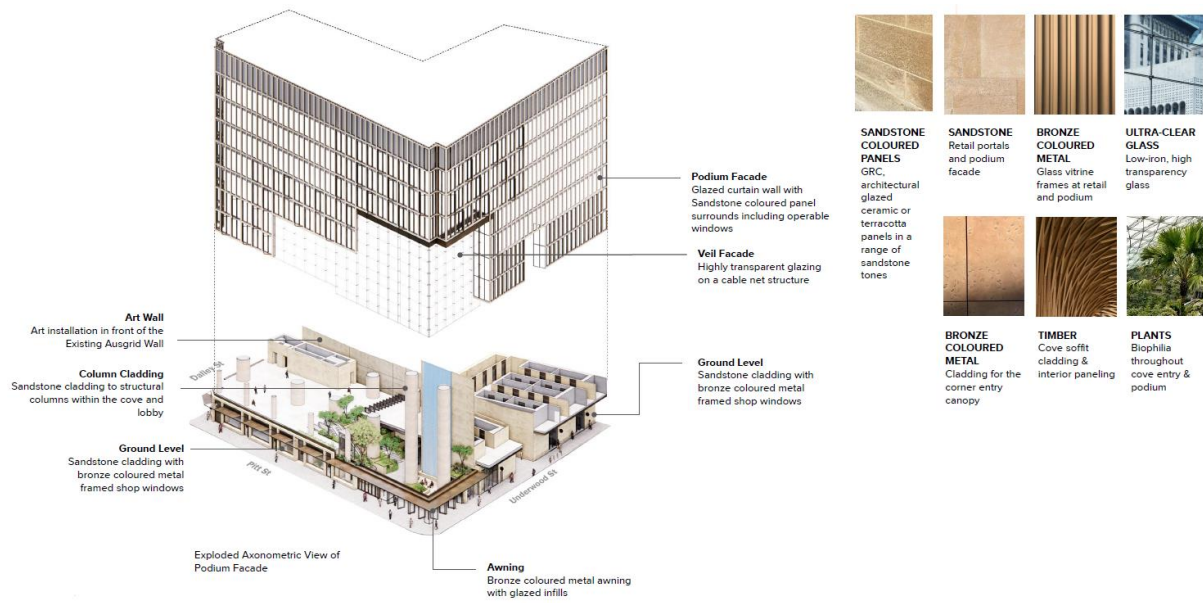 Podium Facade
Glazed curtain wall with
Sandstone coloured panel
surrounds including operable
windows
Veil Facade
Highly transparent glazing
on a cable net structure
Art Wall
Art installation in front of the
Existing Ausgrid Wall
Column Cladding
Sandstone cladding to structural
columns within the cove and
lobby
Ground Level
Sandstone cladding with
bronze coloured metal
framed shop windows
Dalley St
Pitt St
Underwood St
Ground Level
Sandstone cladding with
bronze coloured metal
framed shop windows
Exploded Axonometric View of
Podium Facade
Awning
Bronze coloured metal awning
with glazed infills
SANDSTONE
COLOURED
PANELS
GRC,
architectural
glazed
ceramic or
terracotta
panels in a
range of
sandstone
tones
SANDSTONE
Retail portals
and podium
facade
BRONZE
COLOURED
METAL
Glass vitrine
frames at retail
and podium
ULTRA-CLEAR
GLASS
Low-iron, high
transparency
glass
BRONZE
COLOURED
METAL
Cladding for the
corner entry
canopy
TIMBER
Cove soffit
cladding &
interior paneling
PLANTS
Biophilia
throughout
cove entry &
podium